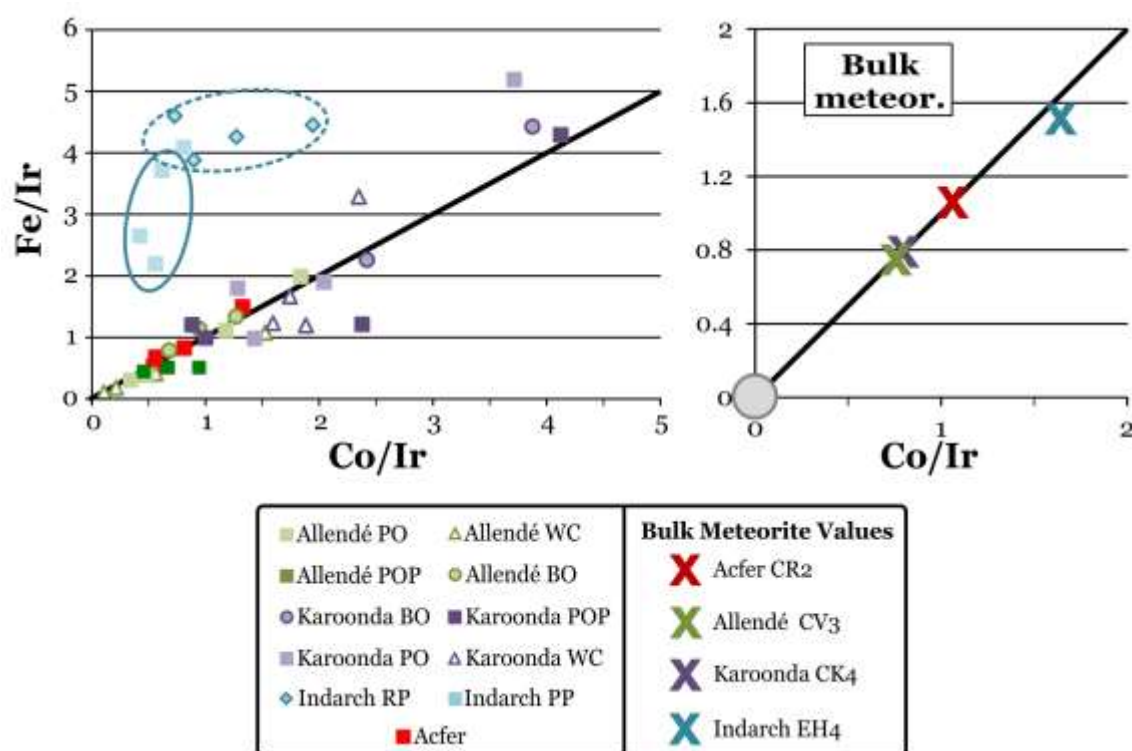 6
5
4
3
2
1
0
Fe/Ir
0 1 2 3 4 5
Co/Ir
2
1.6
1.2
0.8
0.4
0
Bulk
meteor.
0 1 2
Co/Ir
Allendé PO Allendé WC
Allendé POP Allendé BO
Karoonda BO Karoonda POP
Karoonda PO Karoonda WC
Indarch RP Indarch PP
Acfer
Bulk Meteorite Values
X Acfer CR2
X Allendé CV3
X Karoonda CK4
X Indarch EH4